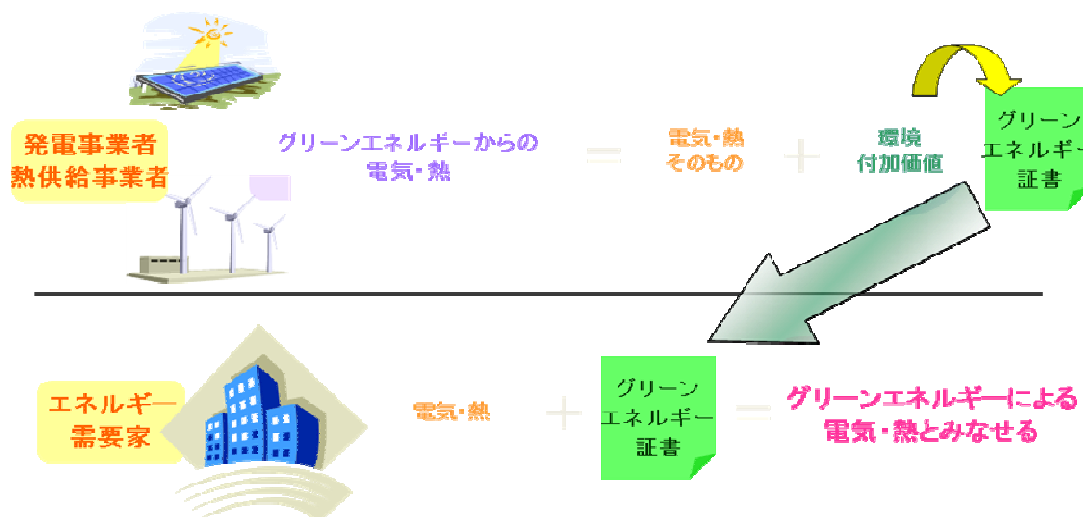 発電事業者
熱供給事業者
グリーンエネルギーからの
電気・熱
=
電気・熱
そのもの
+
環境
付加価値
グリーン
エネルギー
証書
エネルギー
需要家
電気・熱
+
グリーン
エネルギー
証書
=
グリーンエネルギーによる
電気・熱とみなせる